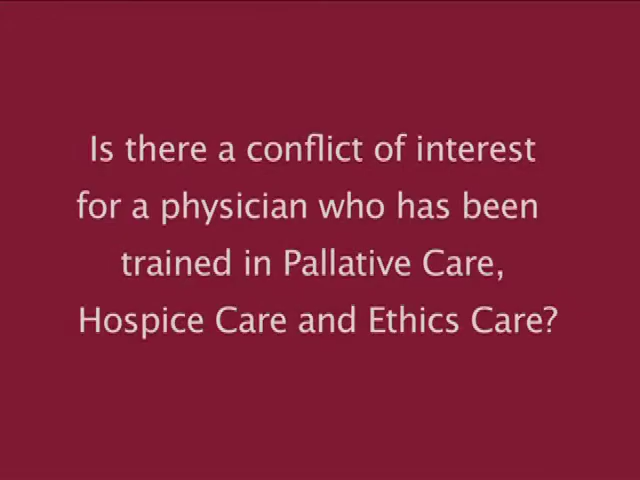 Is there a conflict of interest
for a physician who has been
trained in Pallative Care,
Hospice Care and Ethics Care?